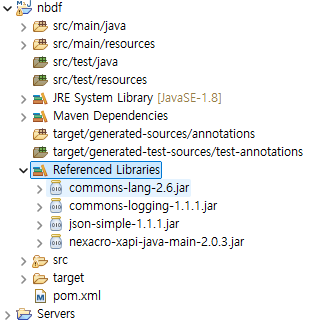 nbdf
src/main/java
src/main/resources
src/test/java
src/test/resources
JRE System Library [JavaSE-1.8]
Maven Dependencies
target/generated-sources/annotations
target/generated-test-sources/test-annotations
Referenced Libraries
commons-lang-2.6.jar
commons-logging-1.1.1.jar
json-simple-1.1.1.jar
nexacro-xapi-java-main-2.0.3.jar
src
target
pom.xml
Servers